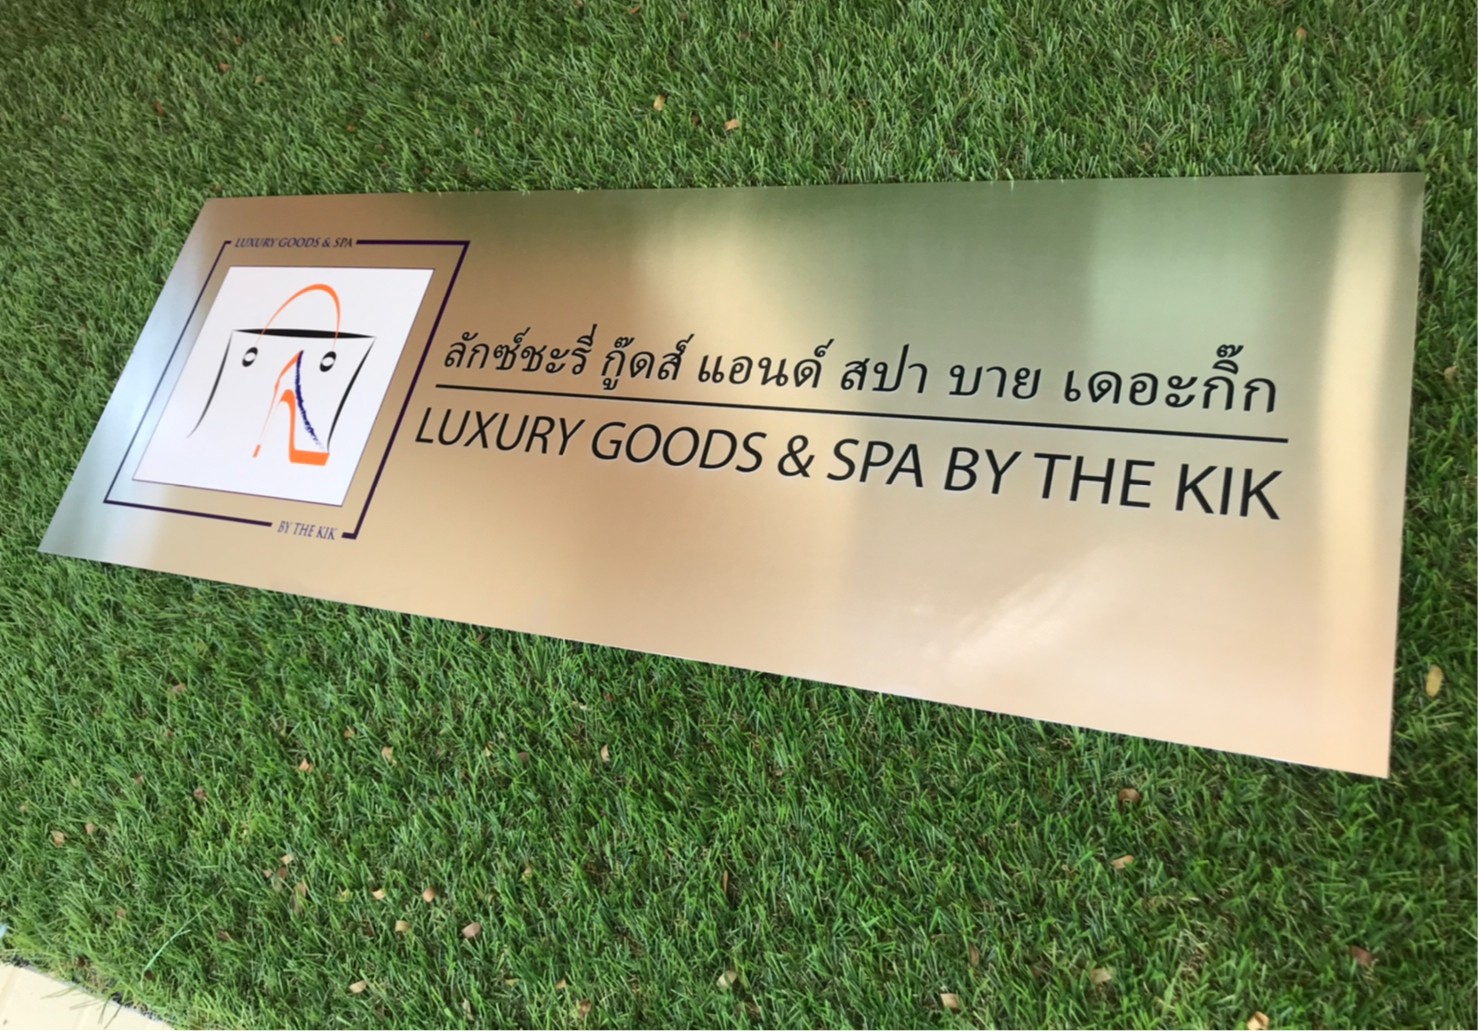 LUXURY GOODS & SPA
BY THE KIK
ลักซ์ชะรี่ กู๊ดส์ แอนด์ สปา บาย เดอะกิ๊ก
LUXURY GOODS & SPA BY THE KIK